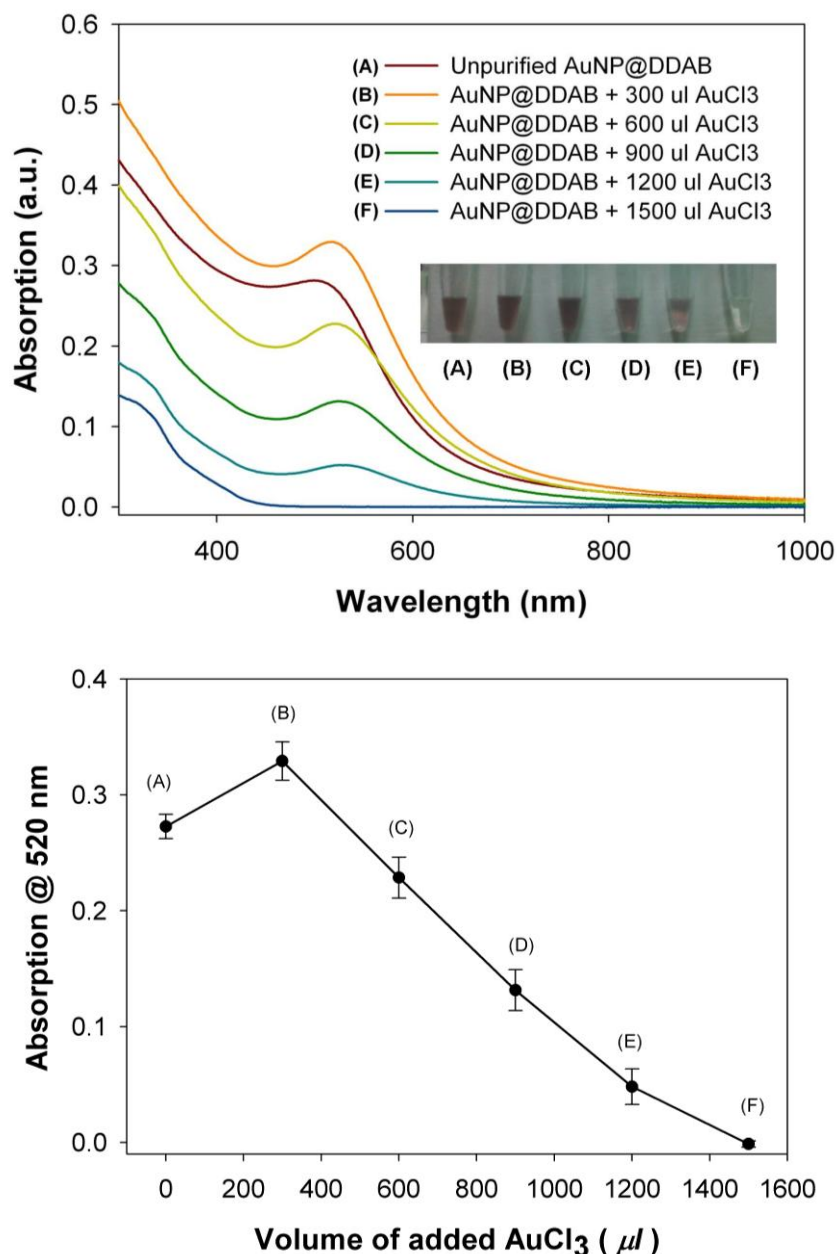 0.6
0.5
0.4
0.3
0.2
0.1
0.0
Absorption (a.u.)
(A) Unpurified AuNP@DDAB
(B) AuNP@DDAB + 300 ul AuCl3
(C) AuNP@DDAB + 600 ul AuCl3
(D) AuNP@DDAB + 900 ul AuCl3
(E) AuNP@DDAB + 1200 ul AuCl3
(F) AuNP@DDAB + 1500 ul AuCl3
(A) (B) (C) (D) (E) (F)
400 600 800 1000
Wavelength (nm)
0.4
0.3
0.2
0.1
0.0
Absorption @ 520 nm
(A)
(B)
(C)
(D)
(E)
(F)
0 200 400 600 800 1000 1200 1400 1600
Volume of added AuCl₃ ( μl )